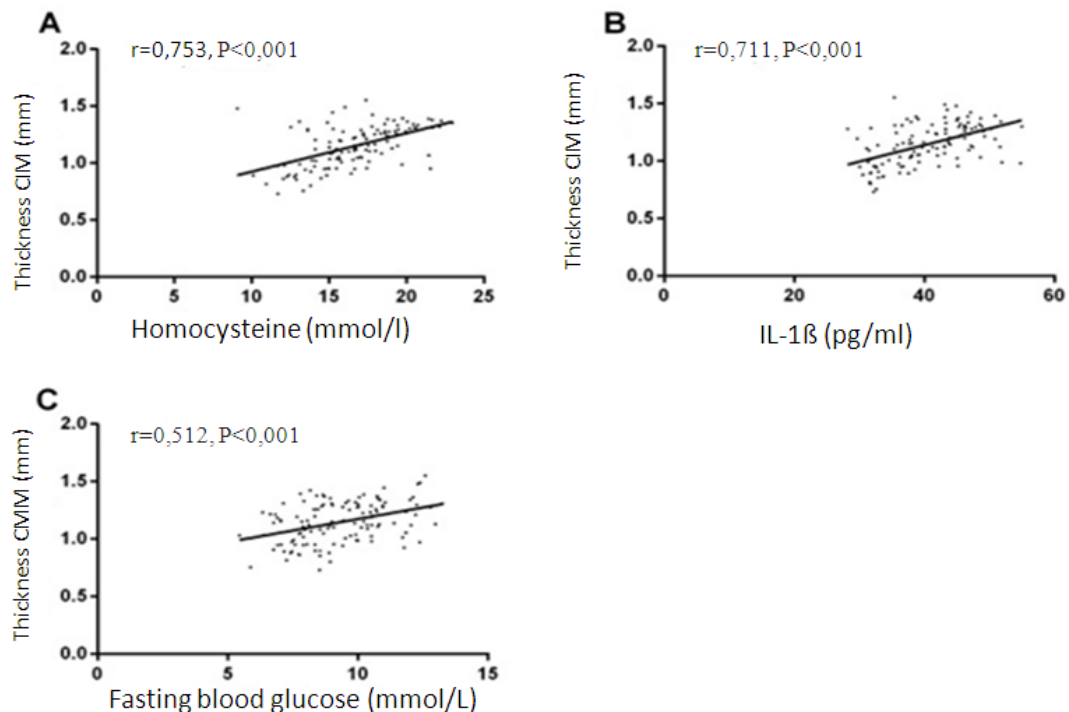 A
r=0,753, P<0,001
2.0
1.5
1.0
0.5
0.0
0 5 10 15 20 25
Thickness CIM (mm)
Homocysteine (mmol/l)
B
r=0,711, P<0,001
2.0
1.5
1.0
0.5
0.0
0 20 40 60
Thickness CIM (mm)
IL-1ß (pg/ml)
C
r=0,512, P<0,001
2.0
1.5
1.0
0.5
0.0
0 5 10 15
Thickness CMM (mm)
Fasting blood glucose (mmol/L)